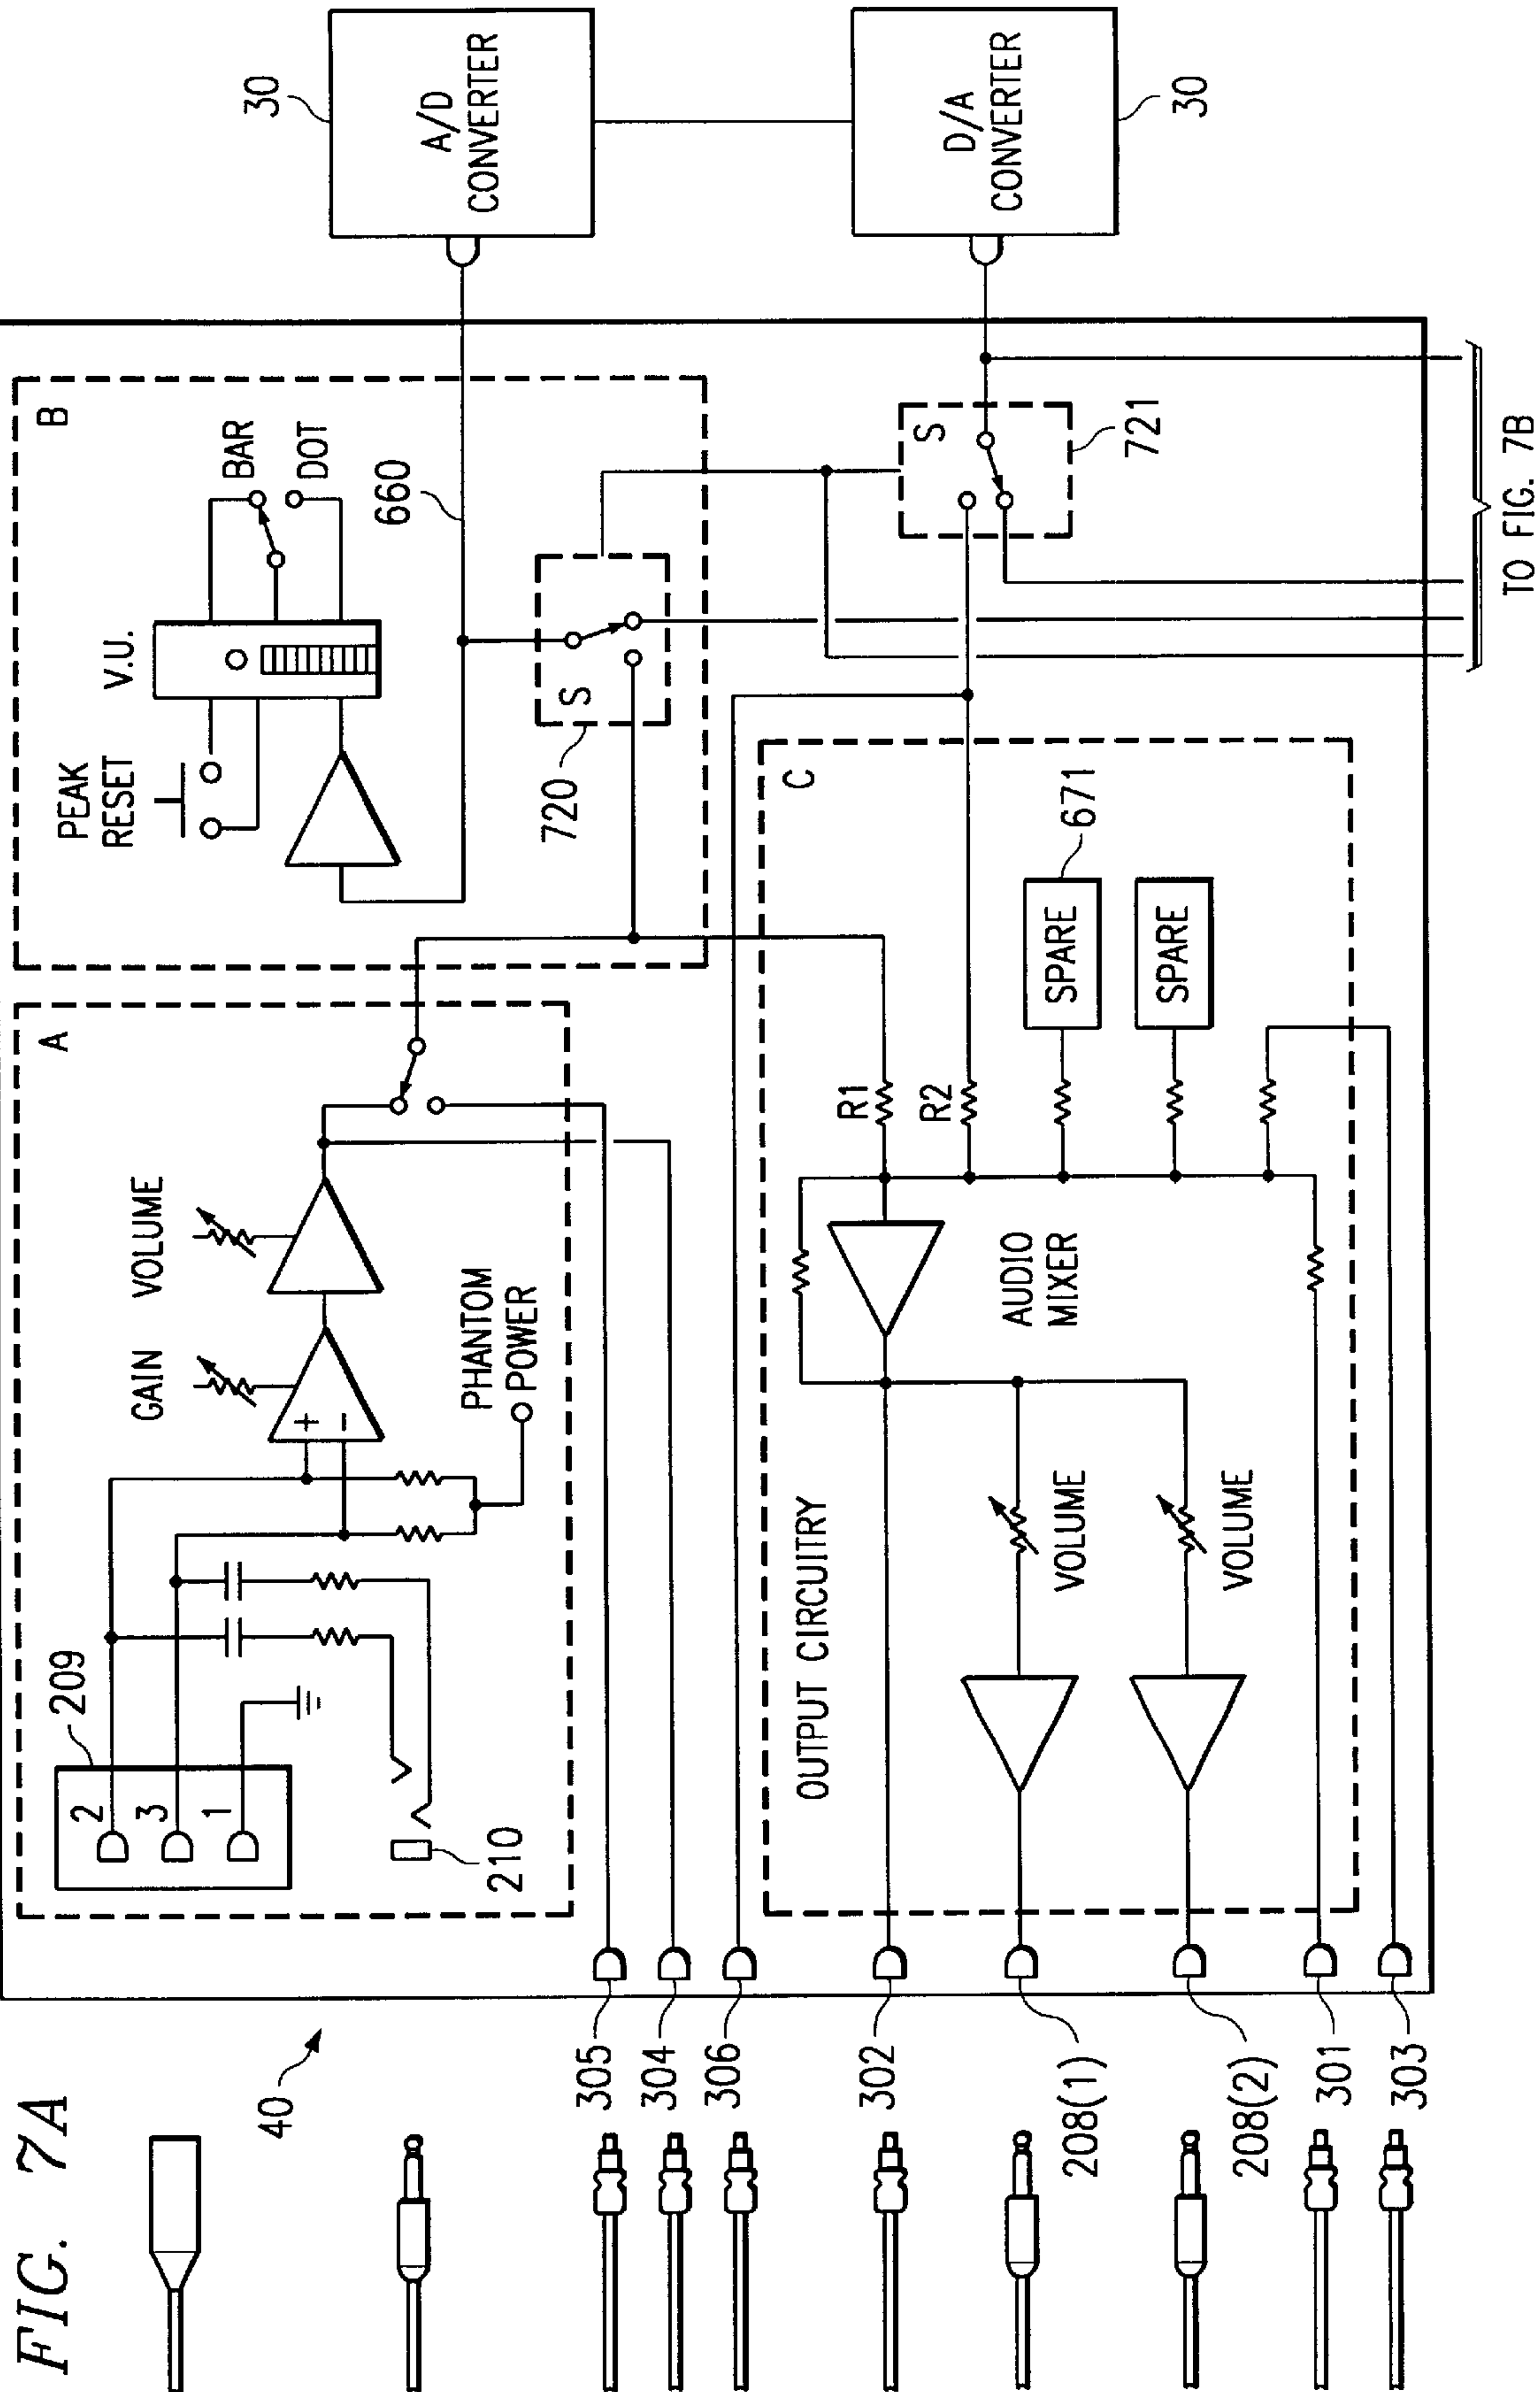 FIG. 7A
40
A
209
2
3
1
210
GAIN
VOLUME
+
-
PHANTOM
POWER
B
PEAK
RESET
V.U.
BAR
DOT
660
720
S
30
A/D
CONVERTER
D/A
CONVERTER
30
S
721
305
304
306
302
208(1)
208(2)
301
303
C
OUTPUT CIRCUITRY
VOLUME
VOLUME
AUDIO
MIXER
R1
R2
SPARE
671
SPARE
TO FIG. 7B